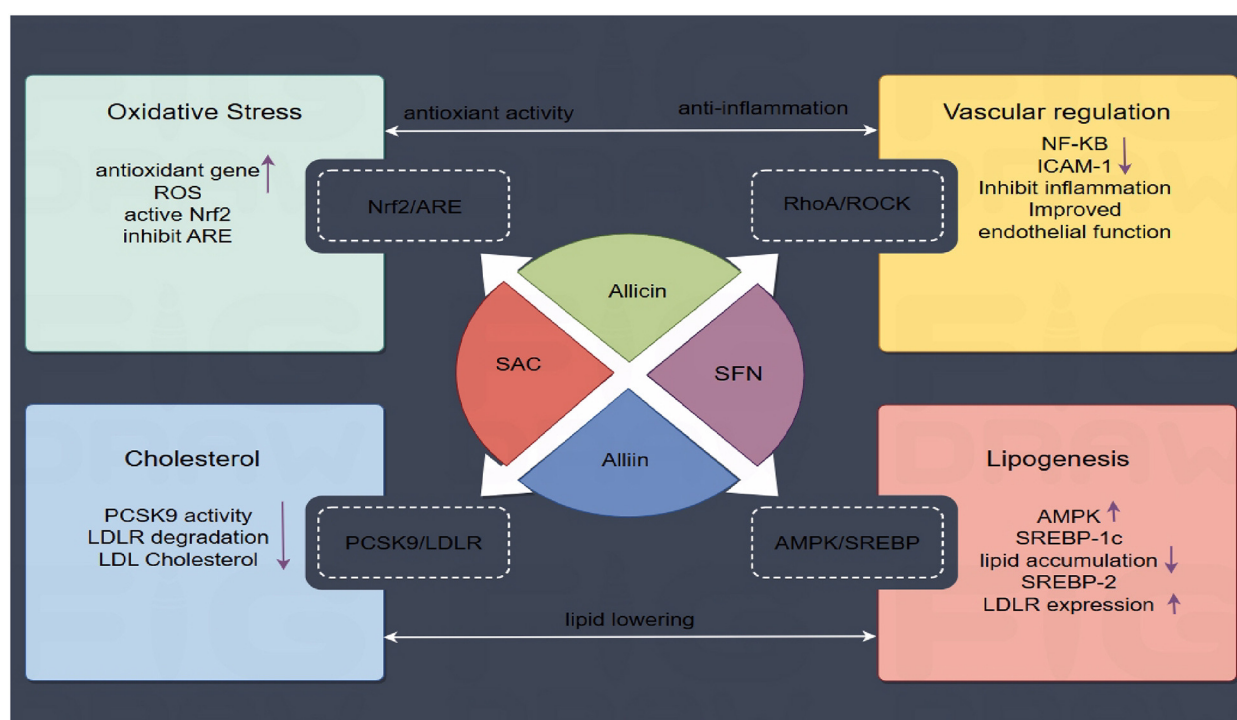 Oxidative Stress
antioxidant gene
ROS
active Nrf2
inhibit ARE
antioxiant activity
anti-inflammation
Vascular regulation
NF-KB
ICAM-1
Inhibit inflammation
Improved
endothelial function
Nrf2/ARE
RhoA/ROCK
Allicin
SAC
SFN
Alliin
Cholesterol
PCSK9 activity
LDLR degradation
LDL Cholesterol
PCSK9/LDLR
AMPK/SREBP
Lipogenesis
AMPK
SREBP-1c
lipid accumulation
SREBP-2
LDLR expression
lipid lowering